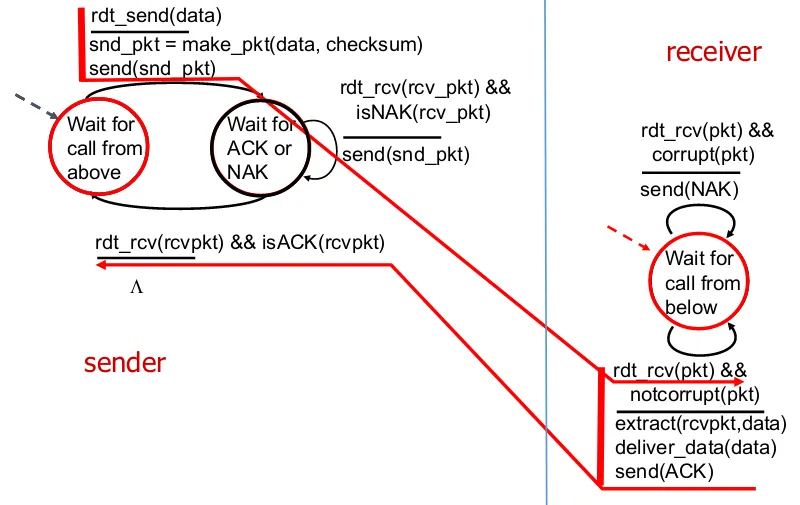 rdt_send(data)
snd_pkt = make_pkt(data, checksum)
send(snd_pkt)
Wait for
call from
above
Wait for
ACK or
NAK
rdt_rcv(rcv_pkt) &&
isNAK(rcv_pkt)
send(snd_pkt)
rdt_rcv(rcvpkt) && isACK(rcvpkt)
Λ
sender
receiver
rdt_rcv(pkt) &&
corrupt(pkt)
send(NAK)
Wait for
call from
below
rdt_rcv(pkt) &&
notcorrupt(pkt)
extract(rcvpkt,data)
deliver_data(data)
send(ACK)